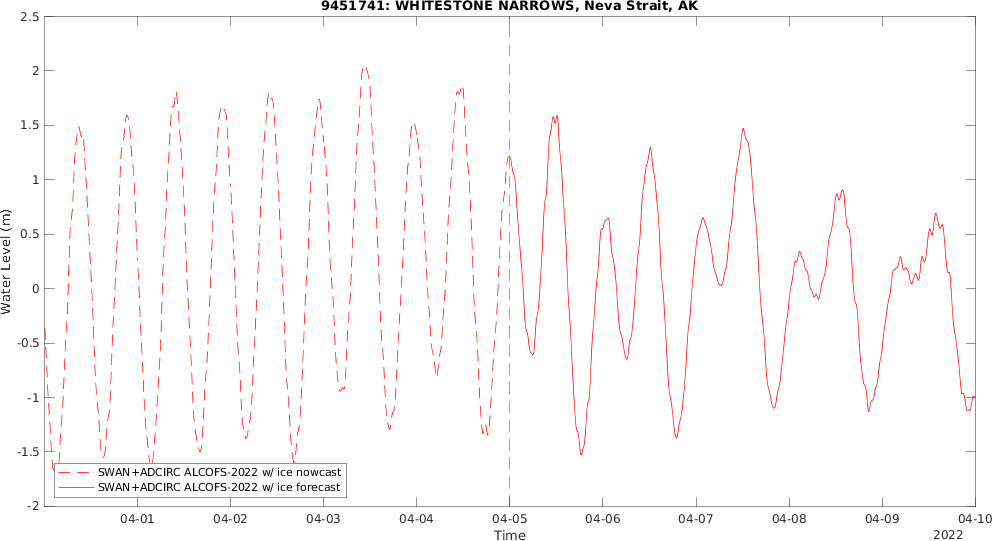 9451741: WHITESTONE NARROWS, Neva Strait, AK
2.5
2
1.5
1
0.5
0
-0.5
-1
-1.5
-2
Water Level (m)
SWAN+ADCIRC ALCOFS-2022 w/ ice nowcast
SWAN+ADCIRC ALCOFS-2022 w/ ice forecast
04-01 04-02 04-03 04-04 04-05 04-06 04-07 04-08 04-09 04-10
Time
2022